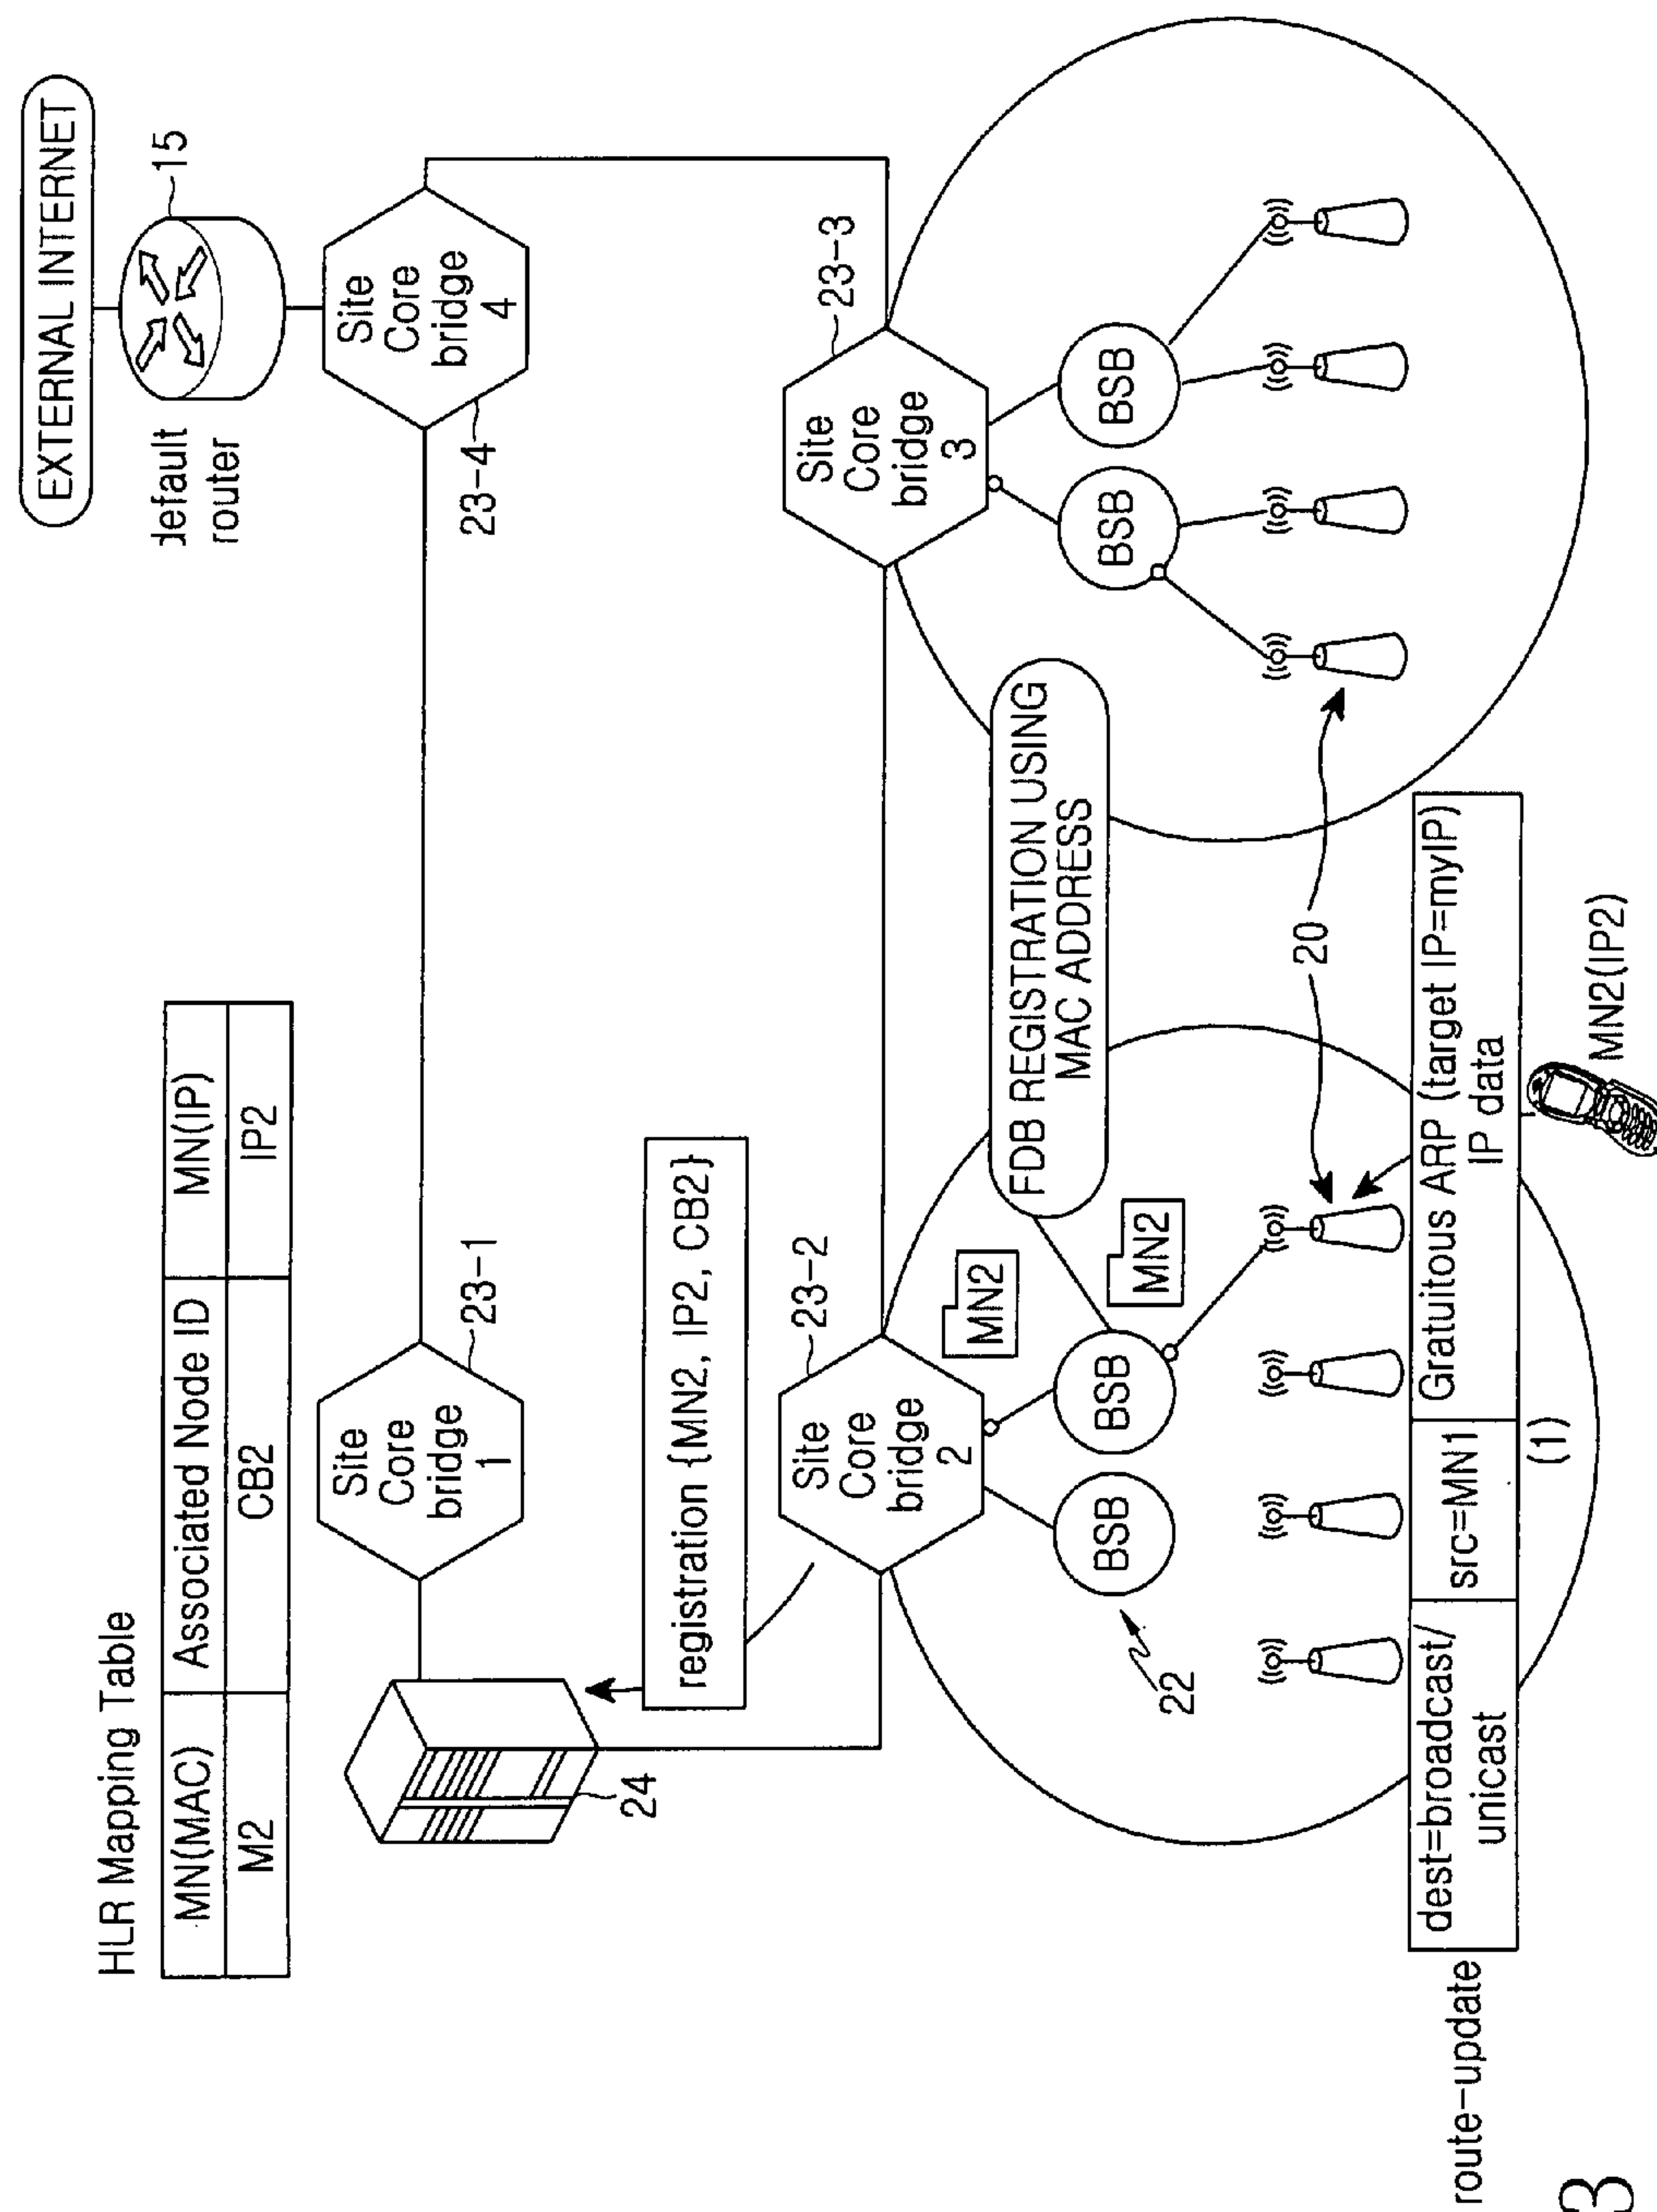 HLR Mapping Table
MN(MAC) Associated Node ID MN(IP)
M2 CB2 IP2
EXTERNAL INTERNET
default
router
15
24
Site
Core
bridge
1
23-1
Site
Core
bridge
4
23-4
registration {MN2, IP2, CB2}
Site
Core
bridge
2
23-2
MN2
Site
Core
bridge
3
23-3
FDB REGISTRATION USING
MAC ADDRESS
22
BSB
BSB
MN2
BSB
BSB
20
route-update
dest=broadcast/
unicast
src=MN1
Gratuitous ARP (target IP=myIP)
IP data
(1)
MN2(IP2)
3